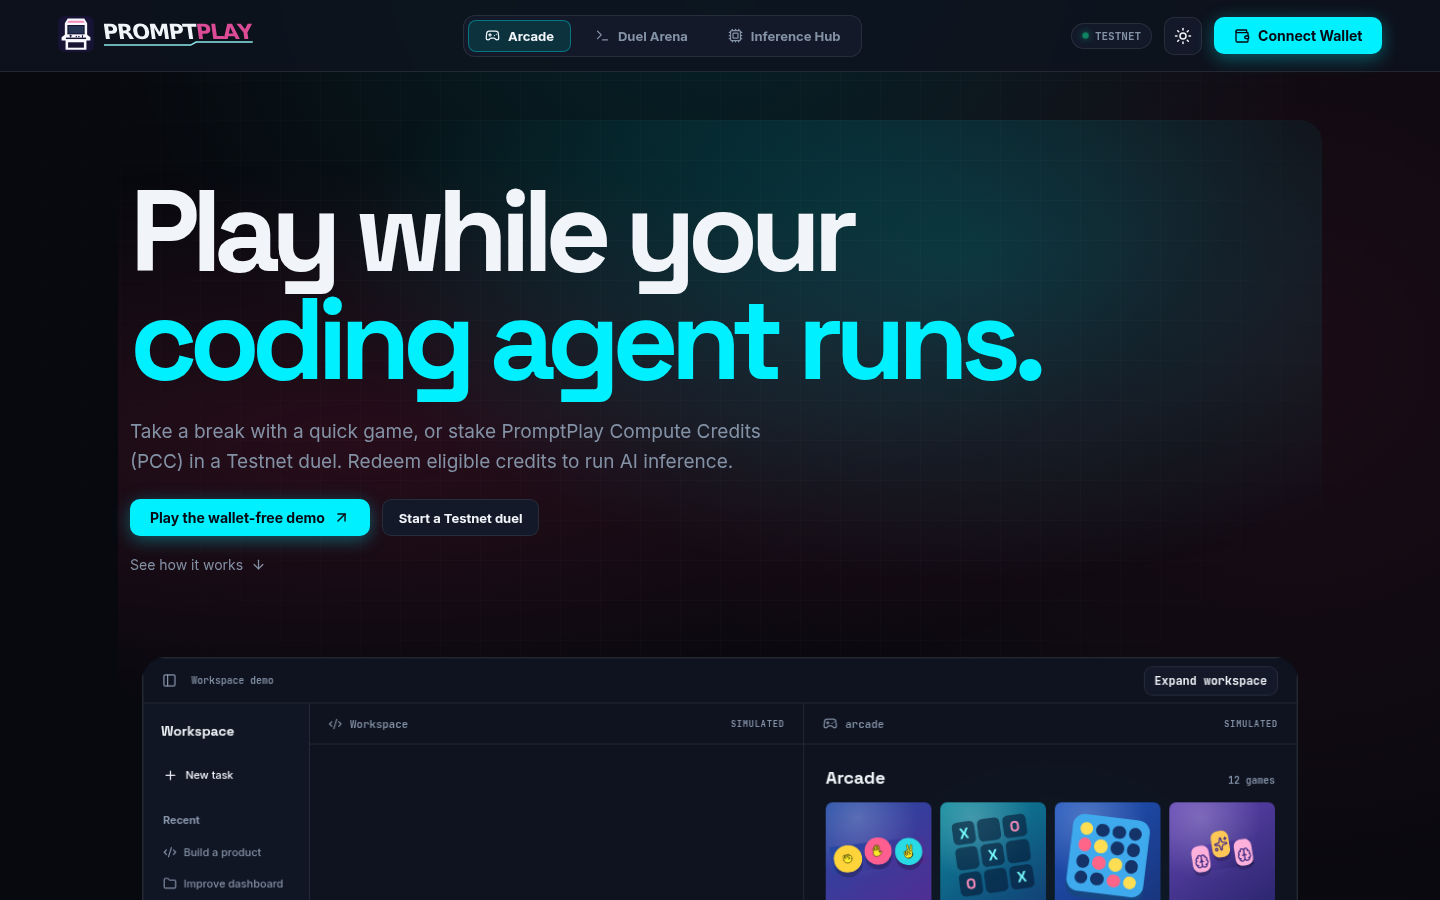 PROMPTPLAY
Arcade
Duel Arena
Inference Hub
TESTNET
Connect Wallet
Play while your
coding agent runs.
Take a break with a quick game, or stake PromptPlay Compute Credits
(PCC) in a Testnet duel. Redeem eligible credits to run AI inference.
Play the wallet-free demo
Start a Testnet duel
See how it works
Workspace demo
Expand workspace
Workspace
New task
Recent
Build a product
Improve dashboard
Workspace
SIMULATED
arcade
SIMULATED
Arcade
12 games
X O
X
O X